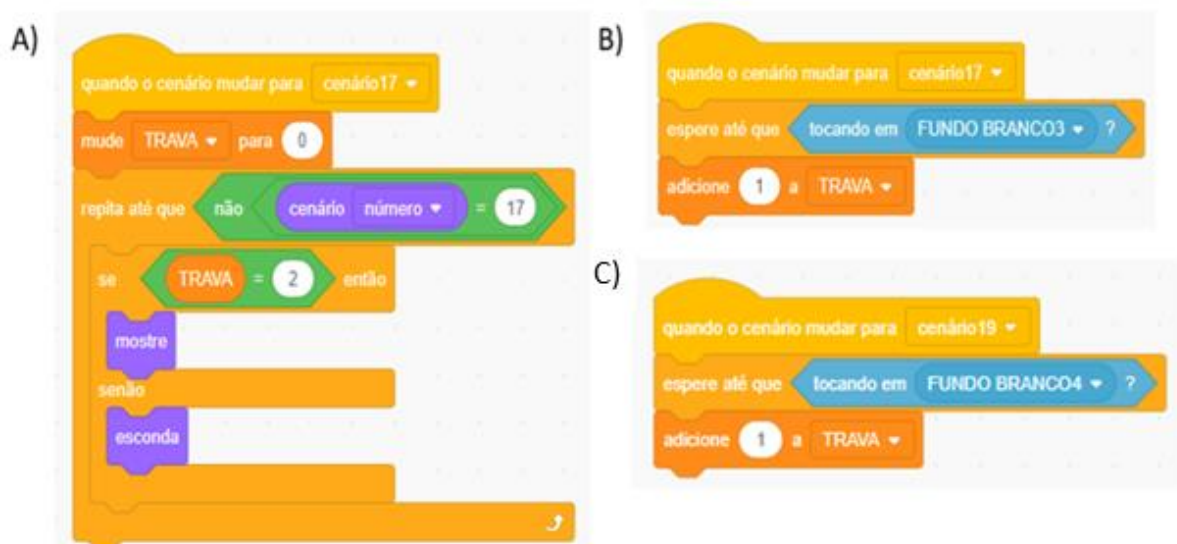 A)
quando o cenário mudar para cenário17
mude TRAVA para 0
repita até que não cenário número = 17
se TRAVA = 2 então
mostre
senão
esconda
B)
quando o cenário mudar para cenário17
espere até que tocando em FUNDO BRANCO3 ?
adicione 1 a TRAVA
C)
quando o cenário mudar para cenário19
espere até que tocando em FUNDO BRANCO4 ?
adicione 1 a TRAVA